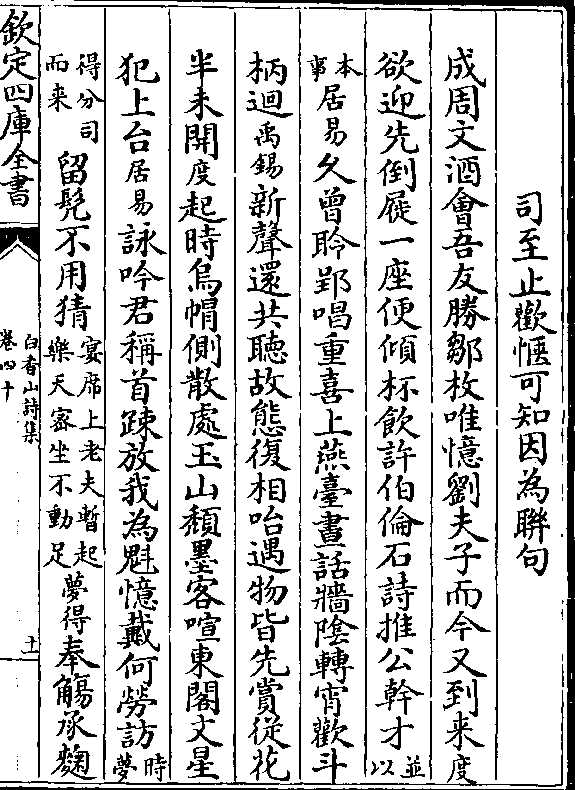 司至止歡愜可知因為聯句
成周文酒會吾友勝鄒枚唯憶劉夫子而今又到来度
欲迎先倒屣一座便傾杯飲許伯倫石詩推公幹才並以
本事居易久曾聆郢唱重喜上燕臺晝話牆陰轉宵歡斗
柄迴禹錫新聲還共聽故態復相咍遇物皆先賞從花
半未開度起時烏帽側散處玉山頹墨客喧東閣文星
犯上台居易詠吟君稱首踈放我為魁憶戴何勞訪時夢
得分司而来留髡不用猜宴席上老夫暫起樂天宻坐不動足夢得奉觴承麴
欽定四庫全書
白香山詩集
卷四十
十一